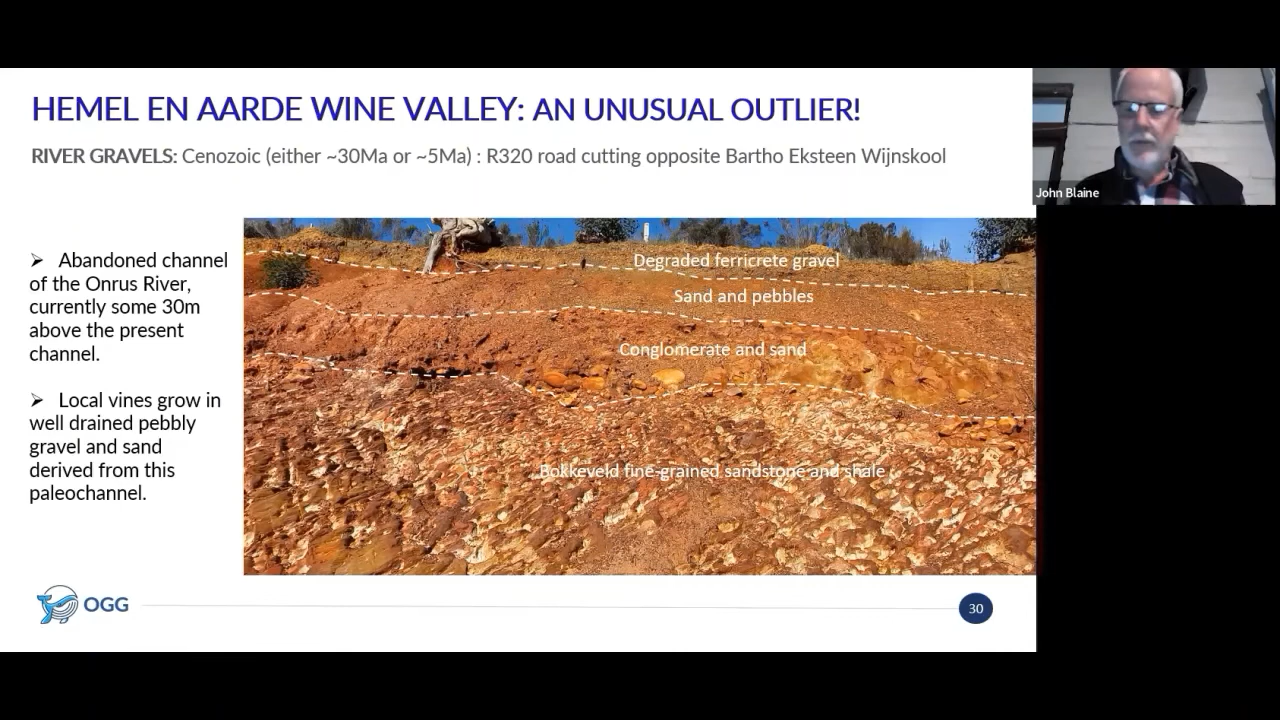 HEMEL EN AARDE WINE VALLEY: AN UNUSUAL OUTLIER!
RIVER GRAVELS: Cenozoic (either ~30Ma or ~5Ma) : R320 road cutting opposite Bartho Eksteen Wijnskool
John Blaine
➢ Abandoned channel
of the Onrus River,
currently some 30m
above the present
channel.
➢ Local vines grow in
well drained pebbly
gravel and sand
derived from this
paleochannel.
Degraded ferricrete gravel
Sand and pebbles
Conglomerate and sand
Bokkeveld fine-grained sandstone and shale
OGG
30